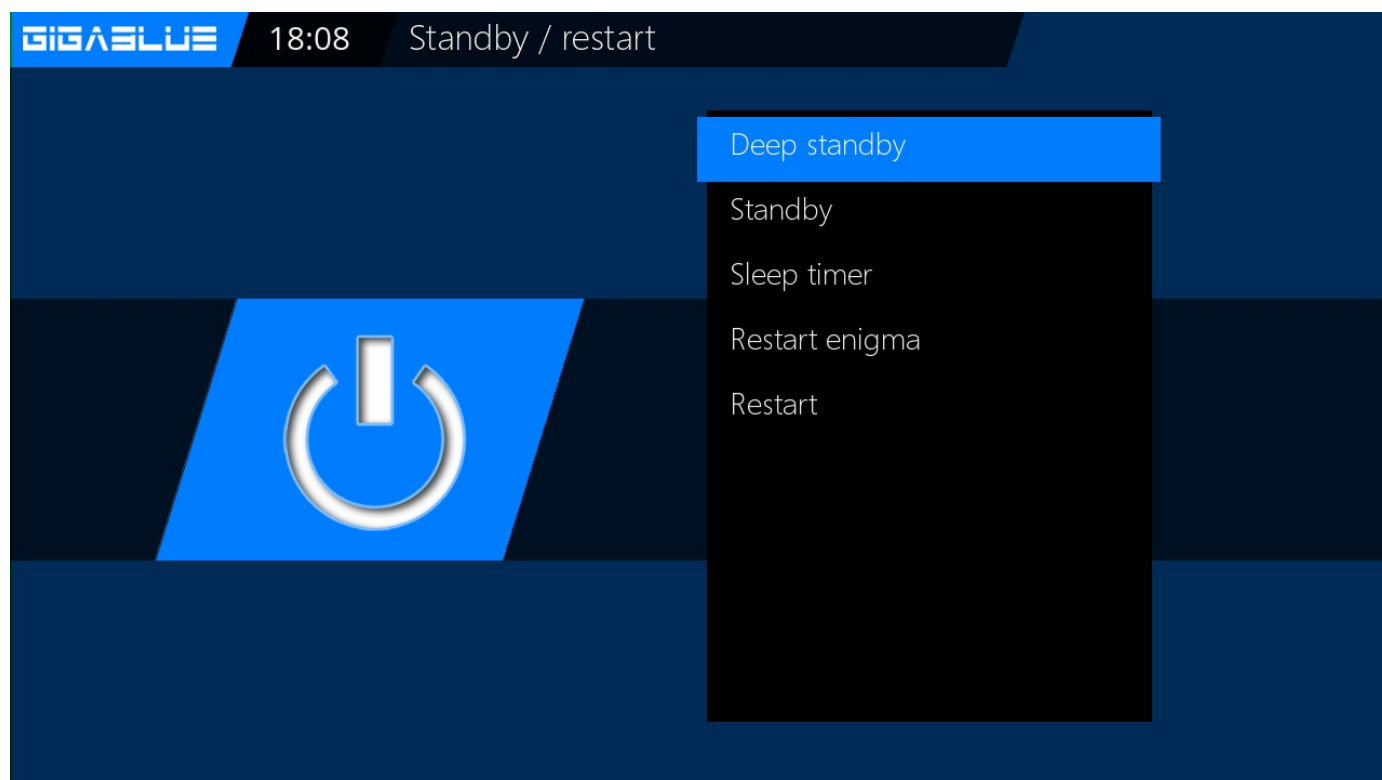 GIGABLUE 18:08 Standby / restart
Deep standby
Standby
Sleep timer
Restart enigma
Restart